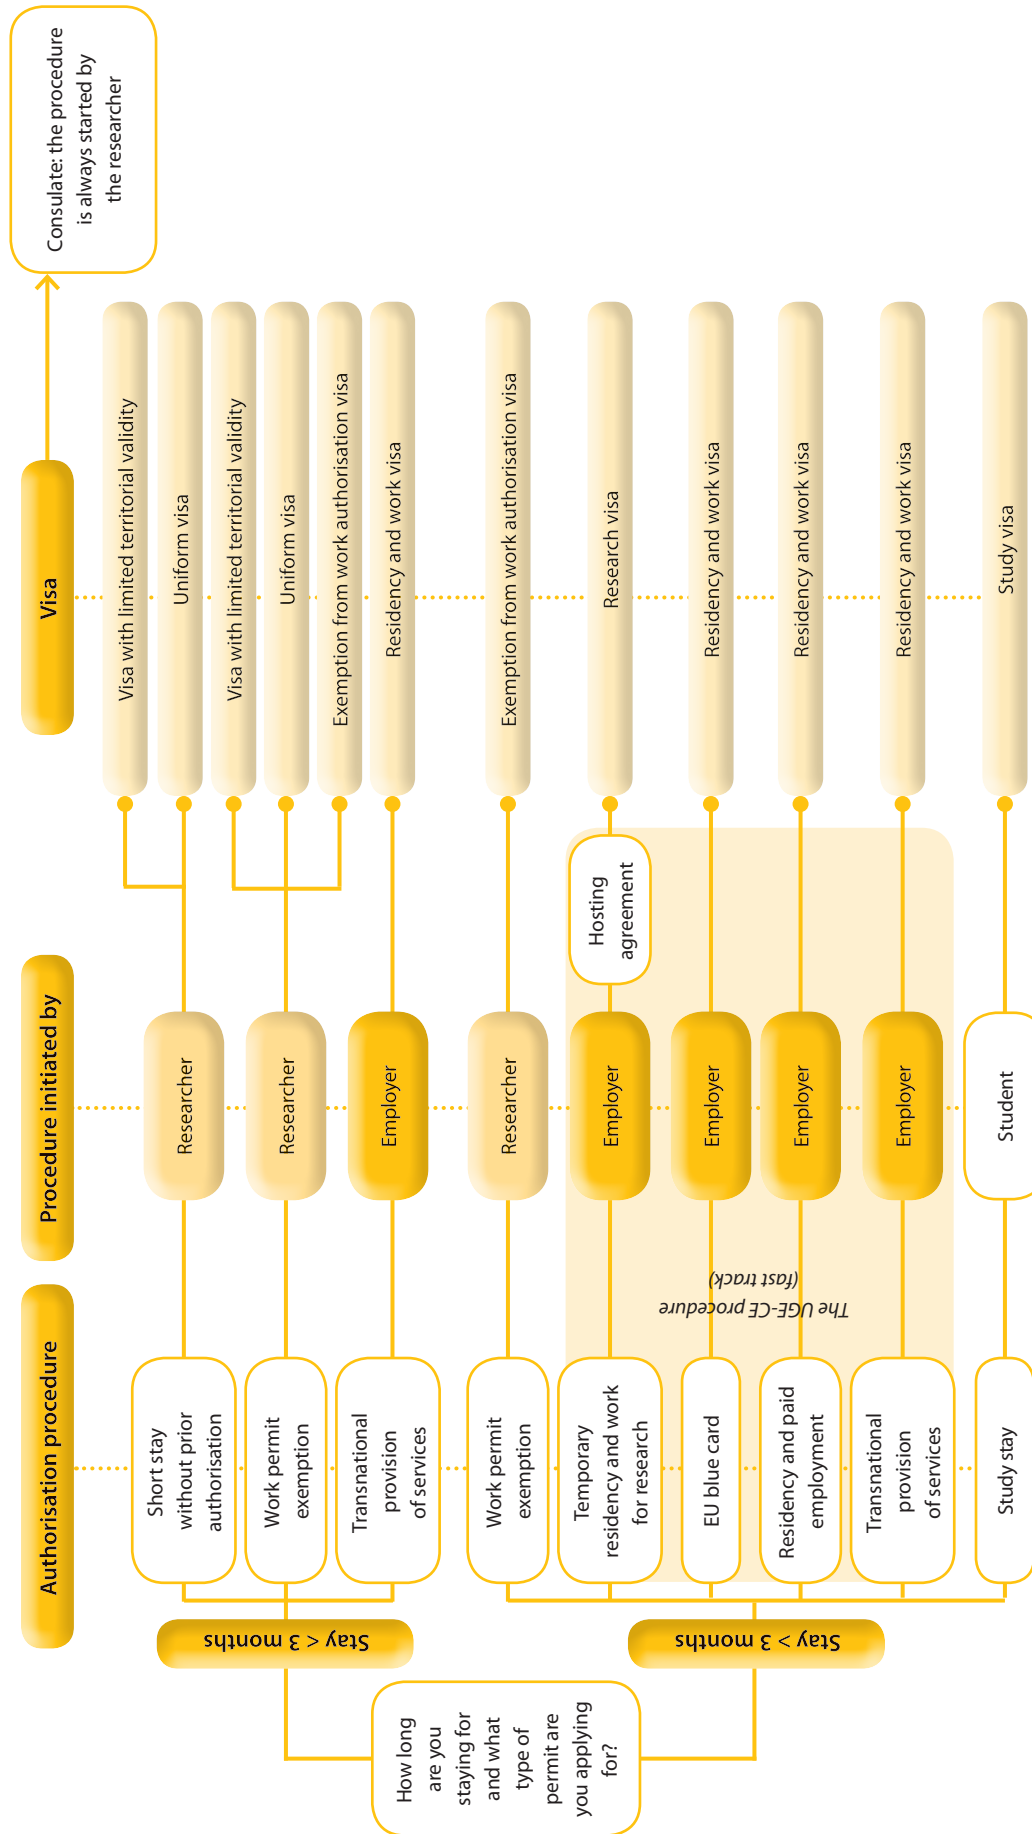 Authorisation procedure
Procedure initiated by
Visa
Consulate: the procedure
is always started by
the researcher
How long
are you
staying for
and what
type of
permit are
you applying
for?
Stay < 3 months
Short stay
without prior
authorisation
Researcher
Visa with limited territorial validity
Uniform visa
Work permit
exemption
Researcher
Visa with limited territorial validity
Uniform visa
Exemption from work authorisation visa
Transnational
provision
of services
Employer
Residency and work visa
Stay > 3 months
Work permit
exemption
Researcher
Exemption from work authorisation visa
The UGE-CE procedure
(fast track)
Temporary
residency and work
for research
Employer
Hosting
agreement
Research visa
EU blue card
Employer
Residency and work visa
Residency and paid
employment
Employer
Residency and work visa
Transnational
provision
of services
Employer
Residency and work visa
Study stay
Student
Study visa